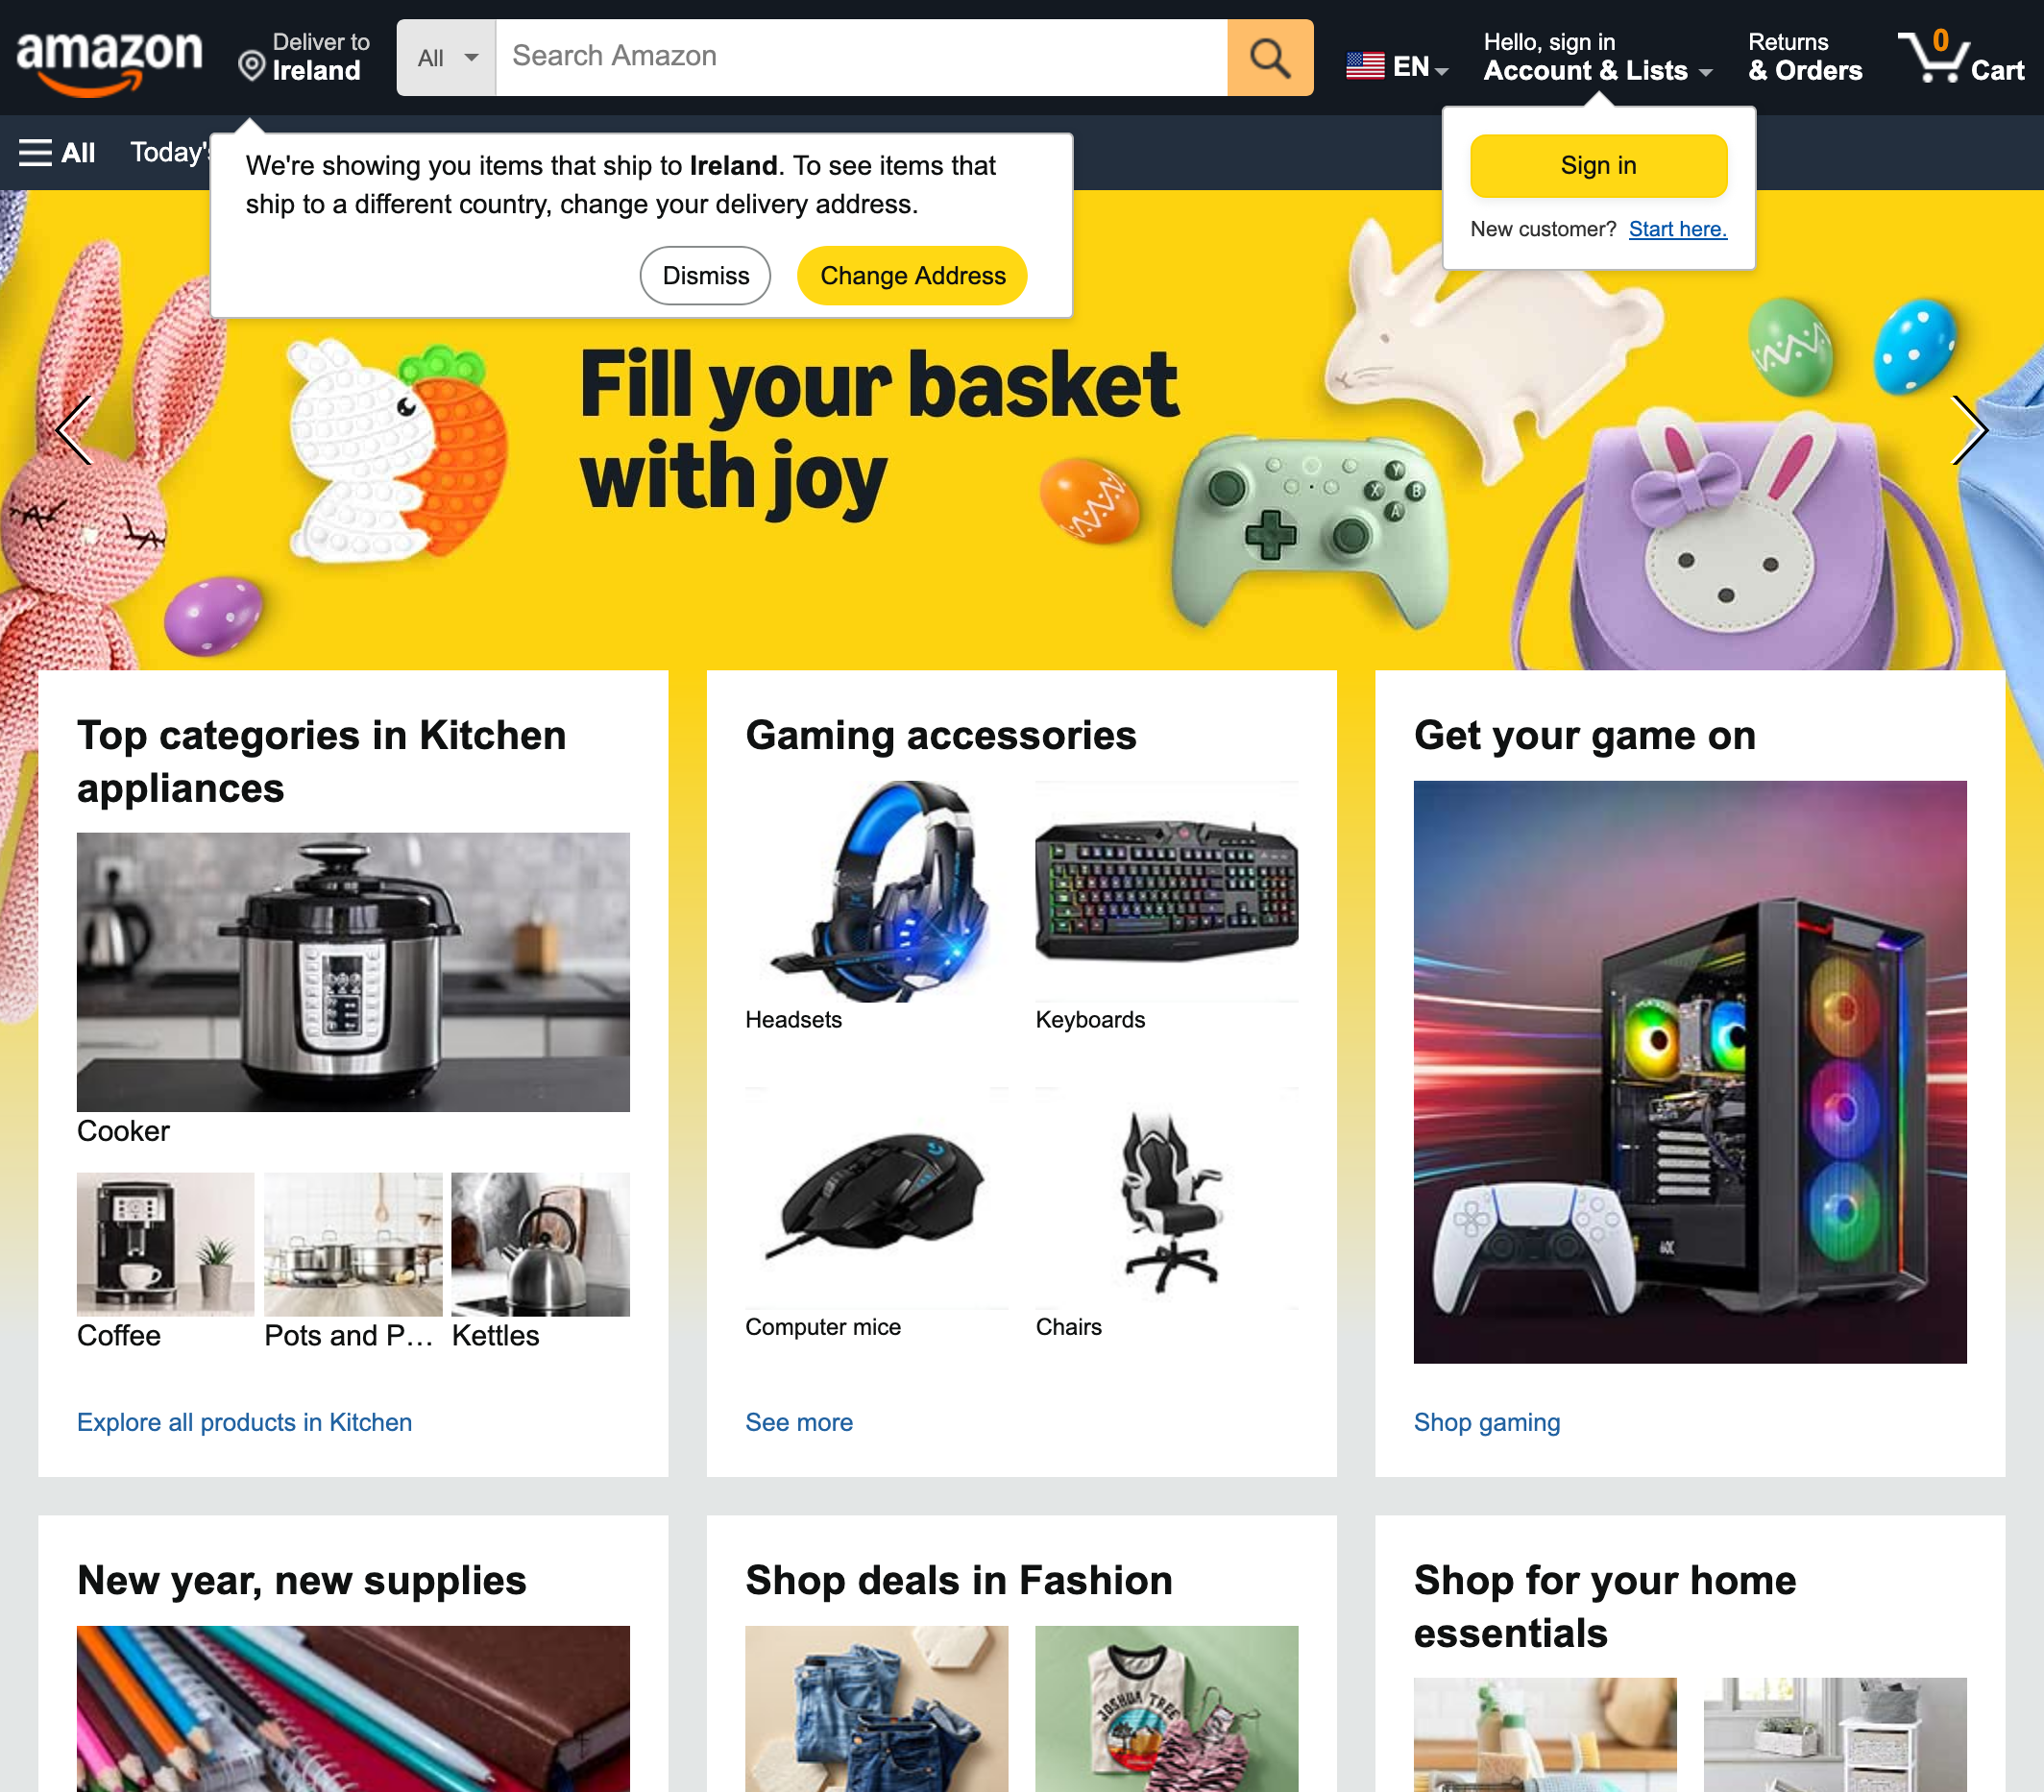 amazon
Deliver to
Ireland
All
Search Amazon
EN
Hello, sign in
Account & Lists
Returns
& Orders
0
Cart
All
Today's
We're showing you items that ship to Ireland. To see items that
ship to a different country, change your delivery address.
Dismiss
Change Address
Sign in
New customer? Start here.
Fill your basket
with joy
Y
X
B
A
Top categories in Kitchen
appliances
Cooker
Coffee
Pots and P…
Kettles
Explore all products in Kitchen
Gaming accessories
Headsets
Keyboards
Computer mice
Chairs
See more
Get your game on
Shop gaming
New year, new supplies
Shop deals in Fashion
JOSHUA TREE
Shop for your home
essentials